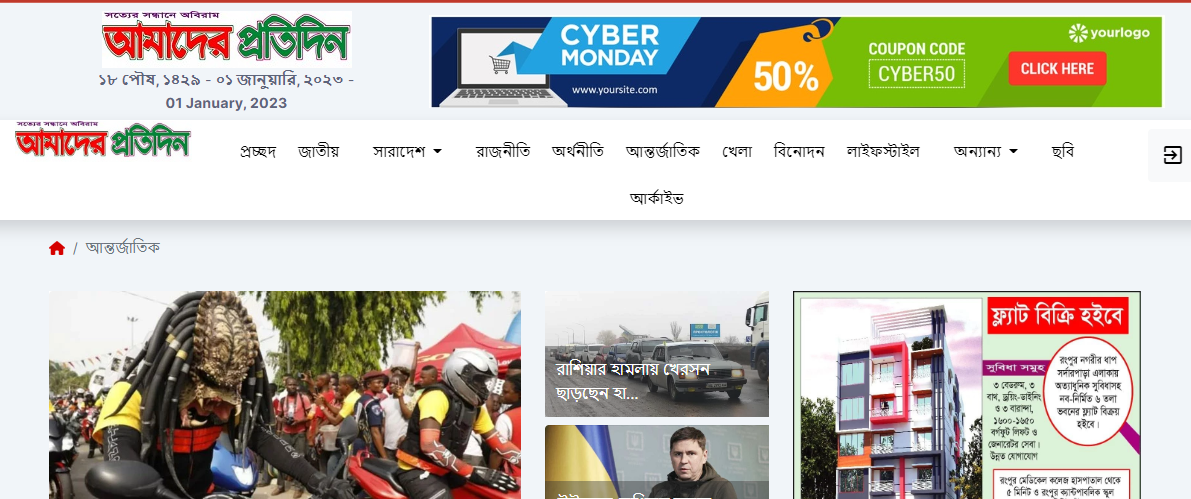 সত্যের সন্ধানে অবিরাম
আমাদের প্রতিদিন
১৮ পৌষ, ১৪২৯ - ০১ জানুয়ারি, ২০২৩ -
01 January, 2023
CYBER
MONDAY
www.yoursite.com
50%
COUPON CODE
CYBER50
yourlogo
CLICK HERE
সত্যের সন্ধানে অবিরাম
আমাদের প্রতিদিন
প্রচ্ছদ জাতীয় সারাদেশ রাজনীতি অর্থনীতি আন্তর্জাতিক খেলা বিনোদন লাইফস্টাইল অন্যান্য ছবি
আর্কাইভ
/ আন্তর্জাতিক
রাশিয়ার হামলায় খেরসন
ছাড়ছেন হা...
ফ্ল্যাট বিক্রি হইবে
সুবিধা সমূহ
৩ বেডরুম, ৩
বাথ, ড্রয়িং-ডাইনিং
ও ৩ বারান্দা,
১৬০০-১৬৫০
বর্গফুট লিফট ও
জেনারেটর সেবা।
উন্নত যোগাযোগ
রংপুর নগরীর ধাপ
সর্দারপাড়া এলাকায়
অত্যাধুনিক সুবিধাসহ
নব-নির্মিত ৬ তলা
ভবনের ফ্ল্যাট বিক্রয়
হইবে।
রংপুর মেডিকেল কলেজ হাসপাতাল থেকে
৫ মিনিট ও রংপুর ক্যান্টপাবলিক স্কুল